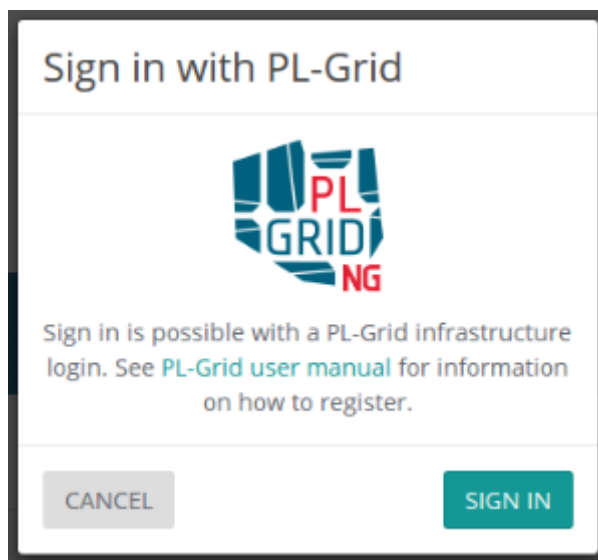 Sign in with PL-Grid
PL
GRID
NG
Sign in is possible with a PL-Grid infrastructure
login. See PL-Grid user manual for information
on how to register.
CANCEL
SIGN IN